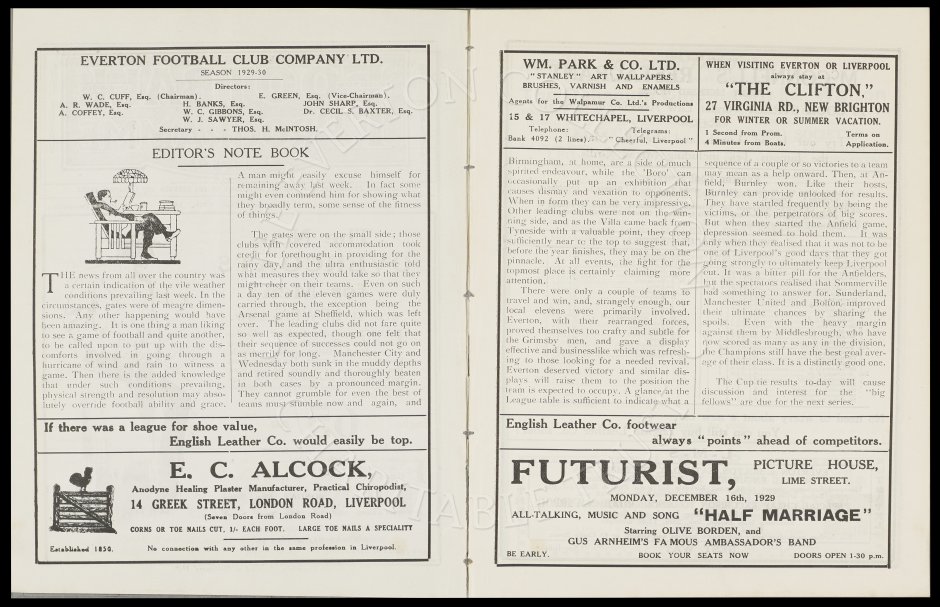 EVERTON FOOTBALL CLUB COMPANY LTD.
SEASON 1929-30
Directors:
W. C. CUFF, Esq. (Chairman). E. GREEN, Esq. (Vice-Chairman).
A. R. WADE, Esq. H. BANKS, Esq. JOHN SHARP, Esq.
A. COFFEY, Esq. W. C. GIBBONS, Esq. Dr. CECIL S. BAXTER, Esq.
W. J. SAWYER, Esq.
Secretary - - - THOS. H. McINTOSH.
EDITOR'S NOTE BOOK
THE news from all over the country was
a certain indication of the vile weather
conditions prevailing last week. In the
circumstances, gates were of meagre dimen-
sions. Any other happening would have
been amazing. It is one thing a man liking
to see a game of football and quite another,
to be called upon to put up with the dis-
comforts involved in going through a
hurricane of wind and rain to witness a
game. Then there is the added knowledge
that under such conditions prevailing,
physical strength and resolution may abso-
lutely override football ability and grace.
A man might easily excuse himself for
remaining away last week. In fact some
might even commend him for showing what
they broadly term, some sense of the fitness
of things.
The gates were on the small side; those
clubs with covered accommodation took
credit for forethought in providing for the
rainy day, and the ultra enthusiastic told
what measures they would take so that they
might cheer on their teams. Even on such
a day ten of the eleven games were duly
carried through, the exception being the
Arsenal game at Sheffield, which was left
over. The leading clubs did not fare quite
so well as expected, though one felt that
their sequence of successes could not go on
as merrily for long. Manchester City and
Wednesday both sunk in the muddy depths
and retired soundly and thoroughly beaten
in both cases by a pronounced margin.
They cannot grumble for even the best of
teams must stumble now and again, and
If there was a league for shoe value,
English Leather Co. would easily be top.
E. C. ALCOCK,
Anodyne Healing Plaster Manufacturer, Practical Chiropodist,
14 GREEK STREET, LONDON ROAD, LIVERPOOL
(Seven Doors from London Road)
CORNS OR TOE NAILS CUT, 1/- EACH FOOT. LARGE TOE NAILS A SPECIALITY
Established 1850. No connection with any other in the same profession in Liverpool.
WM. PARK & CO. LTD.
"STANLEY" ART WALLPAPERS.
BRUSHES, VARNISH AND ENAMELS
Agents for the Walpamur Co. Ltd.'s Productions
15 & 17 WHITECHAPEL, LIVERPOOL
Telephone: Telegrams:
Bank 4092 (2 lines). "Cheerful, Liverpool"
WHEN VISITING EVERTON OR LIVERPOOL
always stay at
"THE CLIFTON,"
27 VIRGINIA RD., NEW BRIGHTON
FOR WINTER OR SUMMER VACATION.
1 Second from Prom. Terms on
4 Minutes from Boats. Application.
Birmingham, at home, are a side of much
spirited endeavour, while the 'Boro' can
occasionally put up an exhibition that
causes dismay and vexation to opponents.
When in form they can be very impressive.
Other leading clubs were not on the win-
ning side, and as the Villa came back from
Tyneside with a valuable point, they creep
sufficiently near to the top to suggest that,
before the year finishes, they may be on the
pinnacle. At all events, the fight for the
topmost place is certainly claiming more
attention.
There were only a couple of teams to
travel and win, and, strangely enough, our
local elevens were primarily involved.
Everton, with their rearranged forces,
proved themselves too crafty and subtle for
the Grimsby men, and gave a display
effective and businesslike which was refresh-
ing to those looking for a needed revival.
Everton deserved victory and similar dis-
plays will raise them to the position the
team is expected to occupy. A glance at the
League table is sufficient to indicate what a
sequence of a couple or so victories to a team
may mean as a help onward. Then, at An-
field, Burnley won. Like their hosts,
Burnley can provide unlooked for results.
They have startled frequently by being the
victims, or the perpetrators of big scores.
But when they started the Anfield game,
depression seemed to hold them. It was
only when they realised that it was not to be
one of Liverpool's good days that they got
going strongly to ultimately keep Liverpool
out. It was a bitter pill for the Anfielders,
but the spectators realised that Sommerville
had something to answer for. Sunderland,
Manchester United and Bolton improved
their ultimate chances by sharing the
spoils. Even with the heavy margin
against them by Middlesbrough, who have
now scored as many as any in the division,
the Champions still have the best goal aver-
age of their class. It is a distinctly good one.
The Cup tie results to-day will cause
discussion and interest for the "big
fellows" are due for the next series.
English Leather Co. footwear
always "points" ahead of competitors.
FUTURIST, PICTURE HOUSE,
LIME STREET.
MONDAY, DECEMBER 16th, 1929
ALL-TALKING, MUSIC AND SONG "HALF MARRIAGE"
Starring OLIVE BORDEN, and
GUS ARNHEIM'S FAMOUS AMBASSADOR'S BAND
BE EARLY. BOOK YOUR SEATS NOW DOORS OPEN 1-30 p.m.